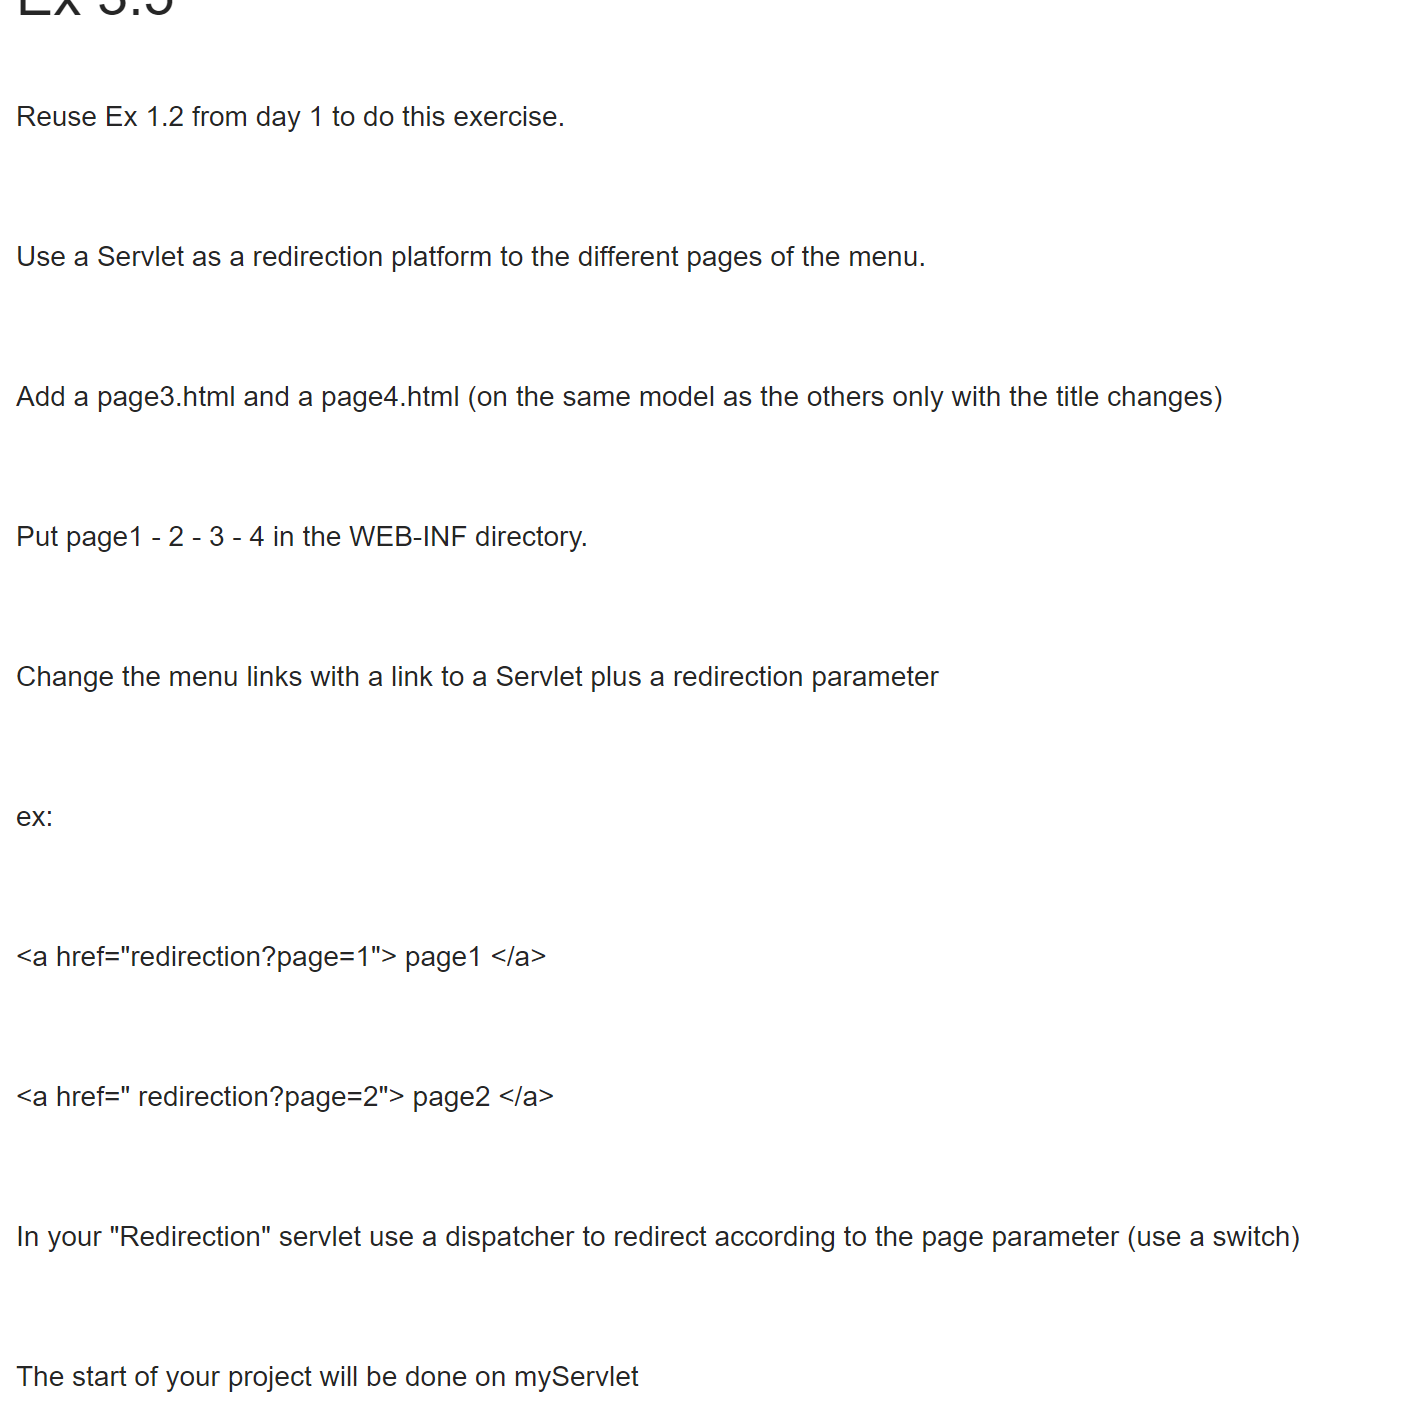 Ex 3.5
Reuse Ex 1.2 from day 1 to do this exercise.
Use a Servlet as a redirection platform to the different pages of the menu.
Add a page3.html and a page4.html (on the same model as the others only with the title changes)
Put page1 - 2 - 3 - 4 in the WEB-INF directory.
Change the menu links with a link to a Servlet plus a redirection parameter
ex:
<a href="redirection?page=1"> page1 </a>
<a href=" redirection?page=2"> page2 </a>
In your "Redirection" servlet use a dispatcher to redirect according to the page parameter (use a switch)
The start of your project will be done on myServlet